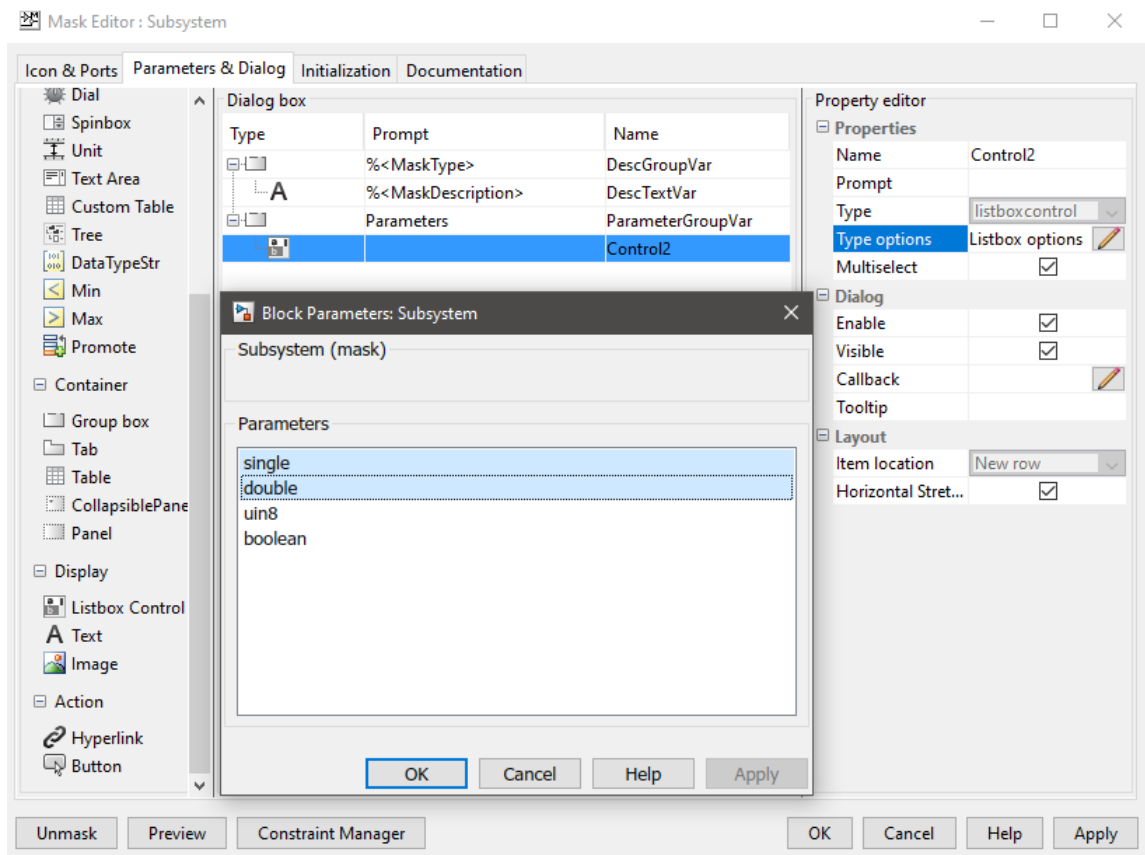 Mask Editor : Subsystem
Icon & Ports Parameters & Dialog Initialization Documentation
Dial
Spinbox
Unit
Text Area
Custom Table
Tree
DataTypeStr
Min
Max
Promote
Container
Group box
Tab
Table
CollapsiblePane
Panel
Display
Listbox Control
A Text
Image
Action
Hyperlink
Button
Dialog box
Type Prompt Name
%<MaskType> DescGroupVar
A %<MaskDescription> DescTextVar
Parameters ParameterGroupVar
Control2
Block Parameters: Subsystem
Subsystem (mask)
Parameters
single
double
uin8
boolean
OK Cancel Help Apply
Property editor
Properties
Name Control2
Prompt
Type listboxcontrol
Type options Listbox options
Multiselect
Dialog
Enable
Visible
Callback
Tooltip
Layout
Item location New row
Horizontal Stret...
Unmask Preview Constraint Manager OK Cancel Help Apply